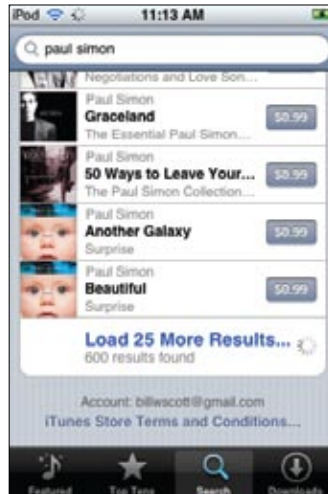 iPod 11:13 AM
paul simon
Negotiations and Love Son...
Paul Simon
Graceland
The Essential Paul Simon...
$0.99
Paul Simon
50 Ways to Leave Your...
The Paul Simon Collection...
$0.99
Paul Simon
Another Galaxy
Surprise
$0.99
Paul Simon
Beautiful
Surprise
$0.99
Load 25 More Results...
600 results found
Account: billwscott@gmail.com
iTunes Store Terms and Conditions...
Featured Top Tens Search Downloads